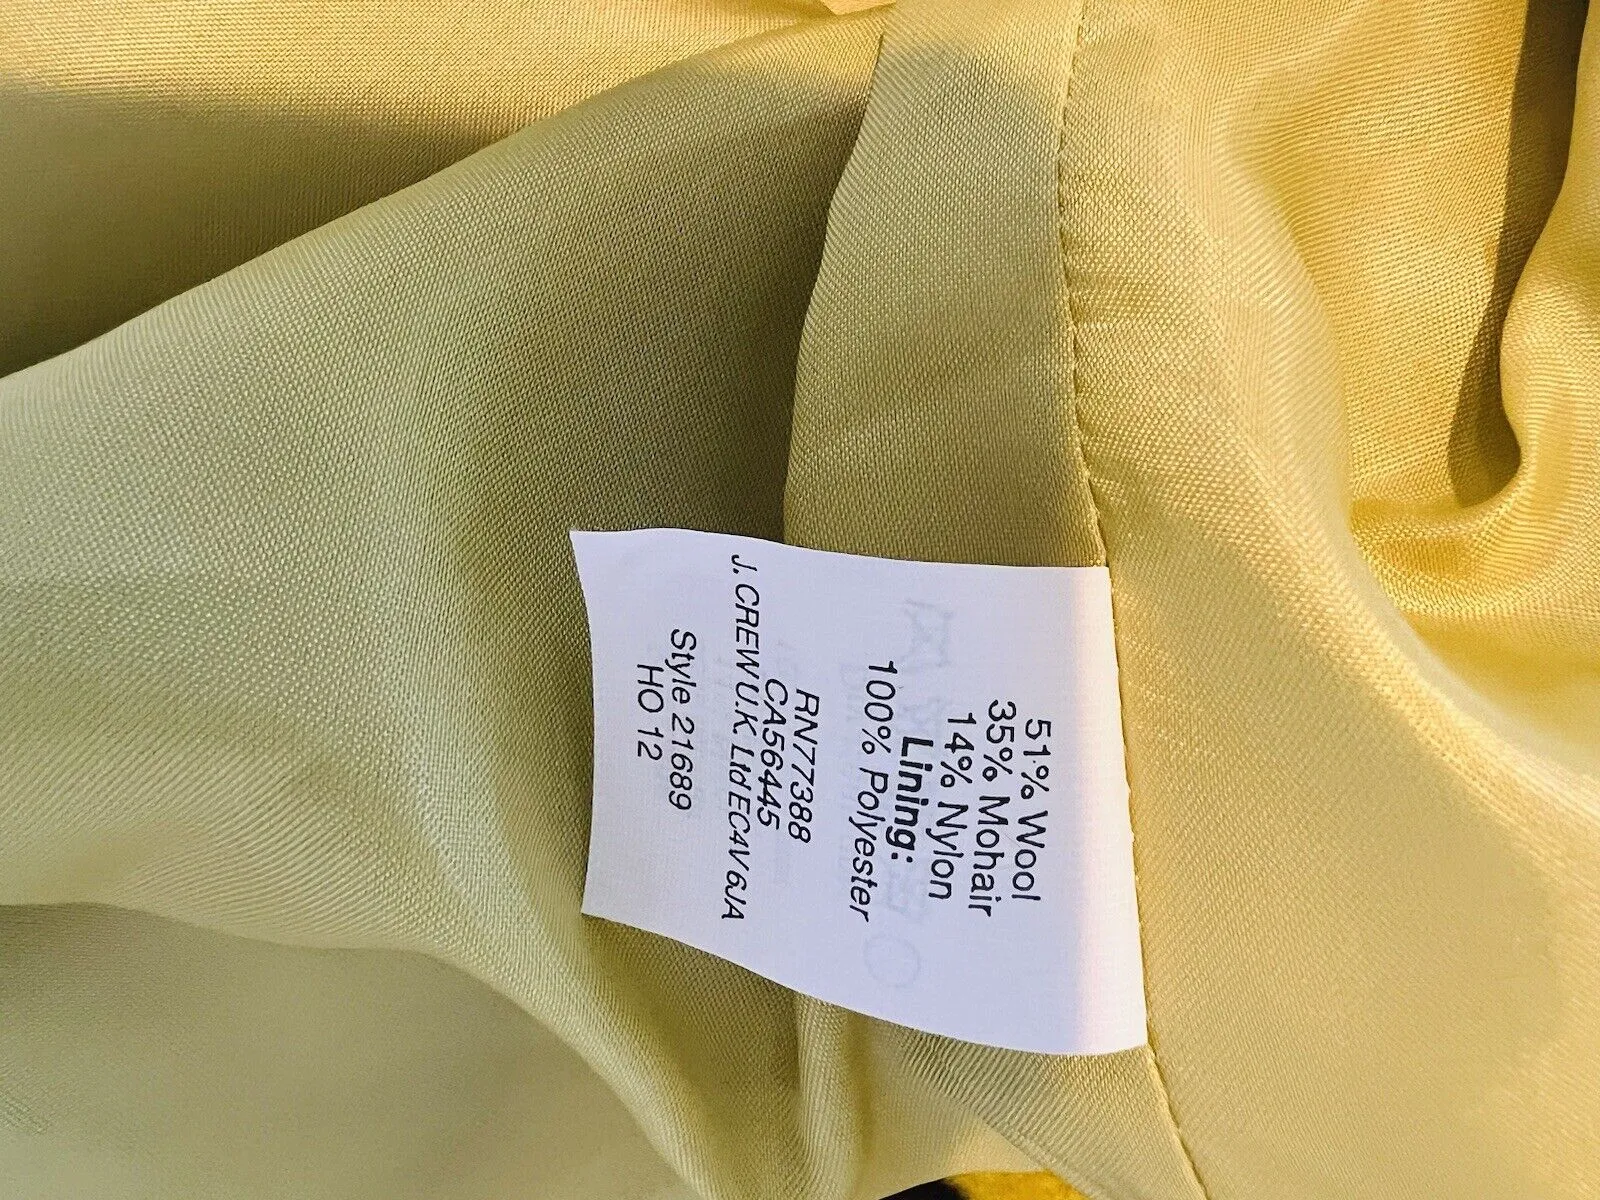 51% Wool
35% Mohair
14% Nylon
Lining:
100% Polyester
RN77388
CA56445
J.CREW U.K. Ltd EC4V 6JA
Style 21689
HO 12